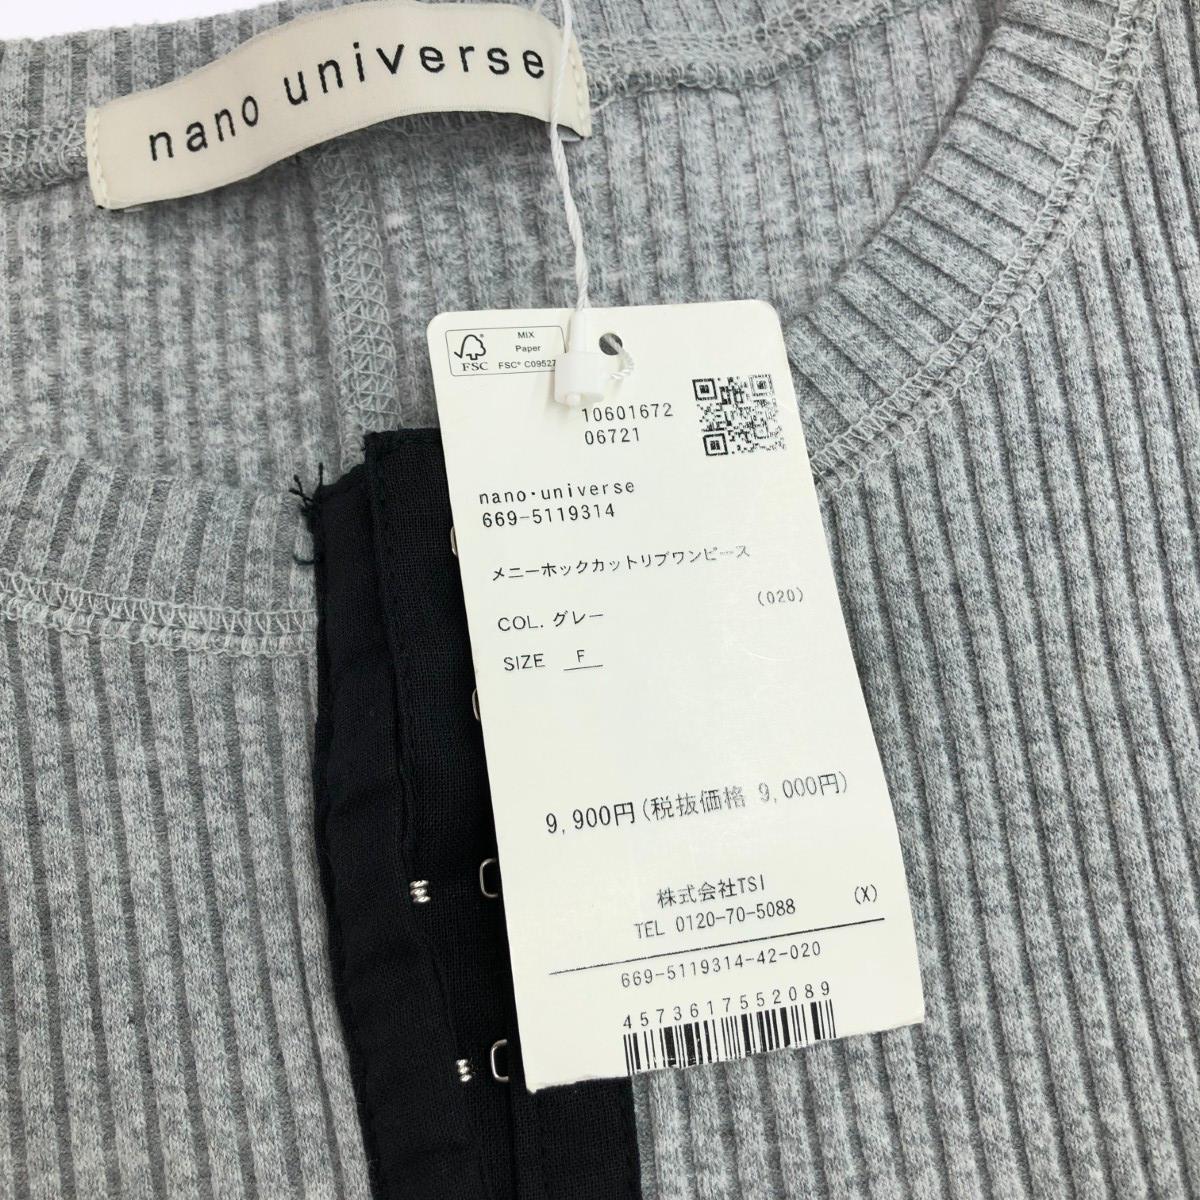 nano universe
MIX
Paper
FSC
FSC® C09527
10601672
06721
nano・universe
669-5119314
メニーホックカットリブワンピース
COL. グレー (020)
SIZE F
9,900円(税抜価格 9,000円)
株式会社TSI
TEL 0120-70-5088 (X)
669-5119314-42-020
4573617552089